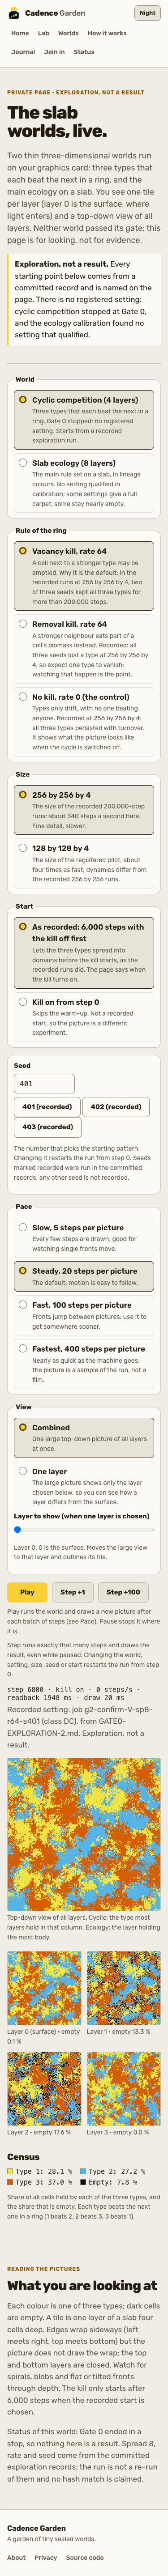 Cadence Garden
Night
Home Lab Worlds How it works
Journal Join in Status
PRIVATE PAGE • EXPLORATION, NOT A RESULT
The slab
worlds, live.
Two thin three-dimensional worlds run
on your graphics card: three types that
beat each other in a ring, and the
main ecology on a slab. You see one tile
per layer (layer 0 is the surface, where
light enters) and a top-down view of all
layers. Neither world passed its gate; this
page is for looking, not for evidence.
Exploration, not a result. Every
starting point below comes from a
committed record and is named on the
page. There is no registered setting:
cyclic competition stopped at Gate 0,
and the ecology calibration found no
setting that qualified.
World
Cyclic competition (4 layers)
Three types that each beat the next in a
ring. Gate 0 stopped: no registered
setting. Starts from a recorded
exploration run.
Slab ecology (8 layers)
The main rule set on a slab, in lineage
colours. No setting qualified in
calibration; some settings give a full
carpet, some stay nearly empty.
Rule of the ring
Vacancy kill, rate 64
A cell next to a stronger type may be
emptied. Why it is the default: in the
recorded runs at 256 by 256 by 4, two
of three seeds kept all three types for
more than 200,000 steps.
Removal kill, rate 64
A stronger neighbour eats part of a
cell's biomass instead. Recorded: all
three seeds lost a type at 256 by 256 by
4, so expect one type to vanish;
watching that happen is the point.
No kill, rate 0 (the control)
Types only drift, with no one beating
anyone. Recorded at 256 by 256 by 4:
all three types persisted with turnover.
It shows what the picture looks like
when the cycle is switched off.
Size
256 by 256 by 4
The size of the recorded 200,000-step
runs; about 340 steps a second here.
Fine detail, slower.
128 by 128 by 4
The size of the registered pilot, about
four times as fast; dynamics differ from
the recorded 256 by 256 runs.
Start
As recorded: 6,000 steps with
the kill off first
Lets the three types spread into
domains before the kill starts, as the
recorded runs did. The page says when
the kill turns on.
Kill on from step 0
Skips the warm-up. Not a recorded
start, so the picture is a different
experiment.
Seed
401
401 (recorded) 402 (recorded)
403 (recorded)
The number that picks the starting pattern.
Changing it restarts the run from step 0. Seeds
marked recorded were run in the committed
records; any other seed is not recorded.
Pace
Slow, 5 steps per picture
Every few steps are drawn; good for
watching single fronts move.
Steady, 20 steps per picture
The default: motion is easy to follow.
Fast, 100 steps per picture
Fronts jump between pictures; use it to
get somewhere sooner.
Fastest, 400 steps per picture
Nearly as quick as the machine goes;
the picture is a sample of the run, not a
film.
View
Combined
One large top-down picture of all layers
at once.
One layer
The large picture shows only the layer
chosen below, so you can see how a
layer differs from the surface.
Layer to show (when one layer is chosen)
Layer 0: 0 is the surface. Moves the large view
to that layer and outlines its tile.
Play Step +1 Step +100
Play runs the world and draws a new picture after
each batch of steps (see Pace). Pause stops it where
it is.
Step runs exactly that many steps and draws the
result, even while paused. Changing the world,
setting, size, seed or start restarts the run from step
0.
step 6800 · kill on · 0 steps/s ·
readback 1948 ms · draw 20 ms
Recorded setting: job g2-confirm-V-sp8-
r64-s401 (class DC), from GATE0-
EXPLORATION-2.md. Exploration, not a
result.
Top-down view of all layers. Cyclic: the type most
layers hold in that column. Ecology: the layer holding
the most body.
Layer 0 (surface) • empty
0.1 %
Layer 1 • empty 13.3 %
Layer 2 • empty 17.6 %
Layer 3 • empty 0.0 %
Census
Type 1: 28.1 % Type 2: 27.2 %
Type 3: 37.0 % Empty: 7.8 %
Share of all cells held by each of the three types, and
the share that is empty. Each type beats the next
one in a ring (1 beats 2, 2 beats 3, 3 beats 1).
READING THE PICTURES
What you are looking at
Each colour is one of three types; dark cells
are empty. A tile is one layer of a slab four
cells deep. Edges wrap sideways (left
meets right, top meets bottom) but the
picture does not draw the wrap; the top
and bottom layers are closed. Watch for
spirals, blobs and flat or tilted fronts
through depth. The kill only starts after
6,000 steps when the recorded start is
chosen.
Status of this world: Gate 0 ended in a
stop, so nothing here is a result. Spread 8,
rate and seed come from the committed
exploration records; the run is not a re-run
of them and no hash match is claimed.
Cadence Garden
A garden of tiny sealed worlds.
About Privacy Source code